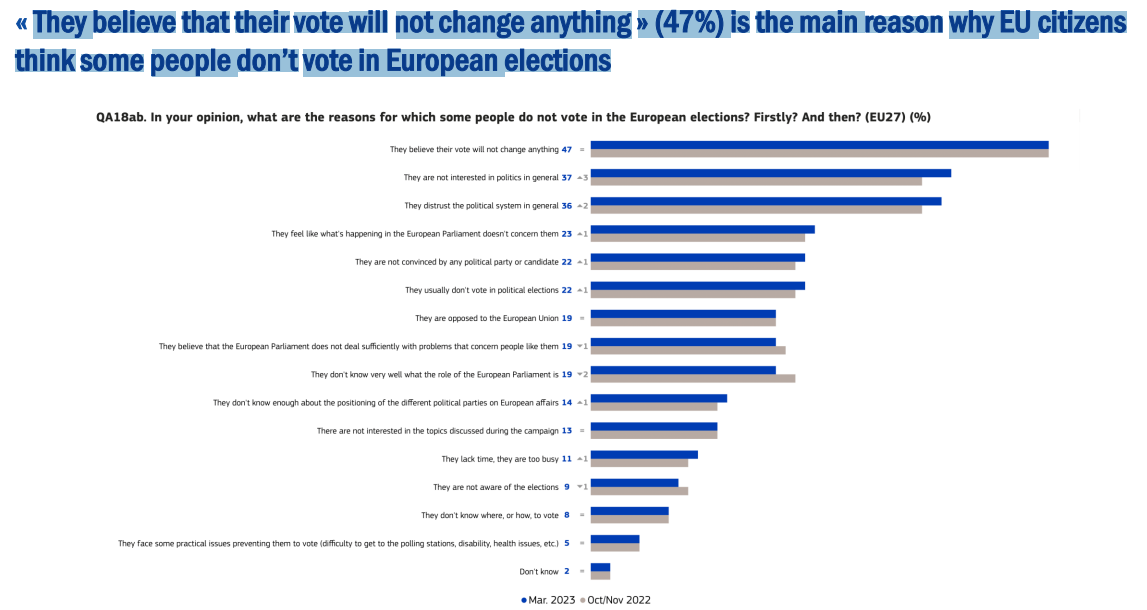 « They believe that their vote will not change anything » (47%) is the main reason why EU citizens
think some people don’t vote in European elections
QA18ab. In your opinion, what are the reasons for which some people do not vote in the European elections? Firstly? And then? (EU27) (%)
They believe their vote will not change anything 47 =
They are not interested in politics in general 37 ▲3
They distrust the political system in general 36 ▲2
They feel like what's happening in the European Parliament doesn't concern them 23 ▲1
They are not convinced by any political party or candidate 22 ▲1
They usually don't vote in political elections 22 ▲1
They are opposed to the European Union 19 =
They believe that the European Parliament does not deal sufficiently with problems that concern people like them 19 ▼1
They don't know very well what the role of the European Parliament is 19 ▼2
They don't know enough about the positioning of the different political parties on European affairs 14 ▲1
There are not interested in the topics discussed during the campaign 13 =
They lack time, they are too busy 11 ▲1
They are not aware of the elections 9 ▼1
They don't know where, or how, to vote 8 =
They face some practical issues preventing them to vote (difficulty to get to the polling stations, disability, health issues, etc.) 5 =
Don't know 2 =
Mar. 2023 Oct/Nov 2022